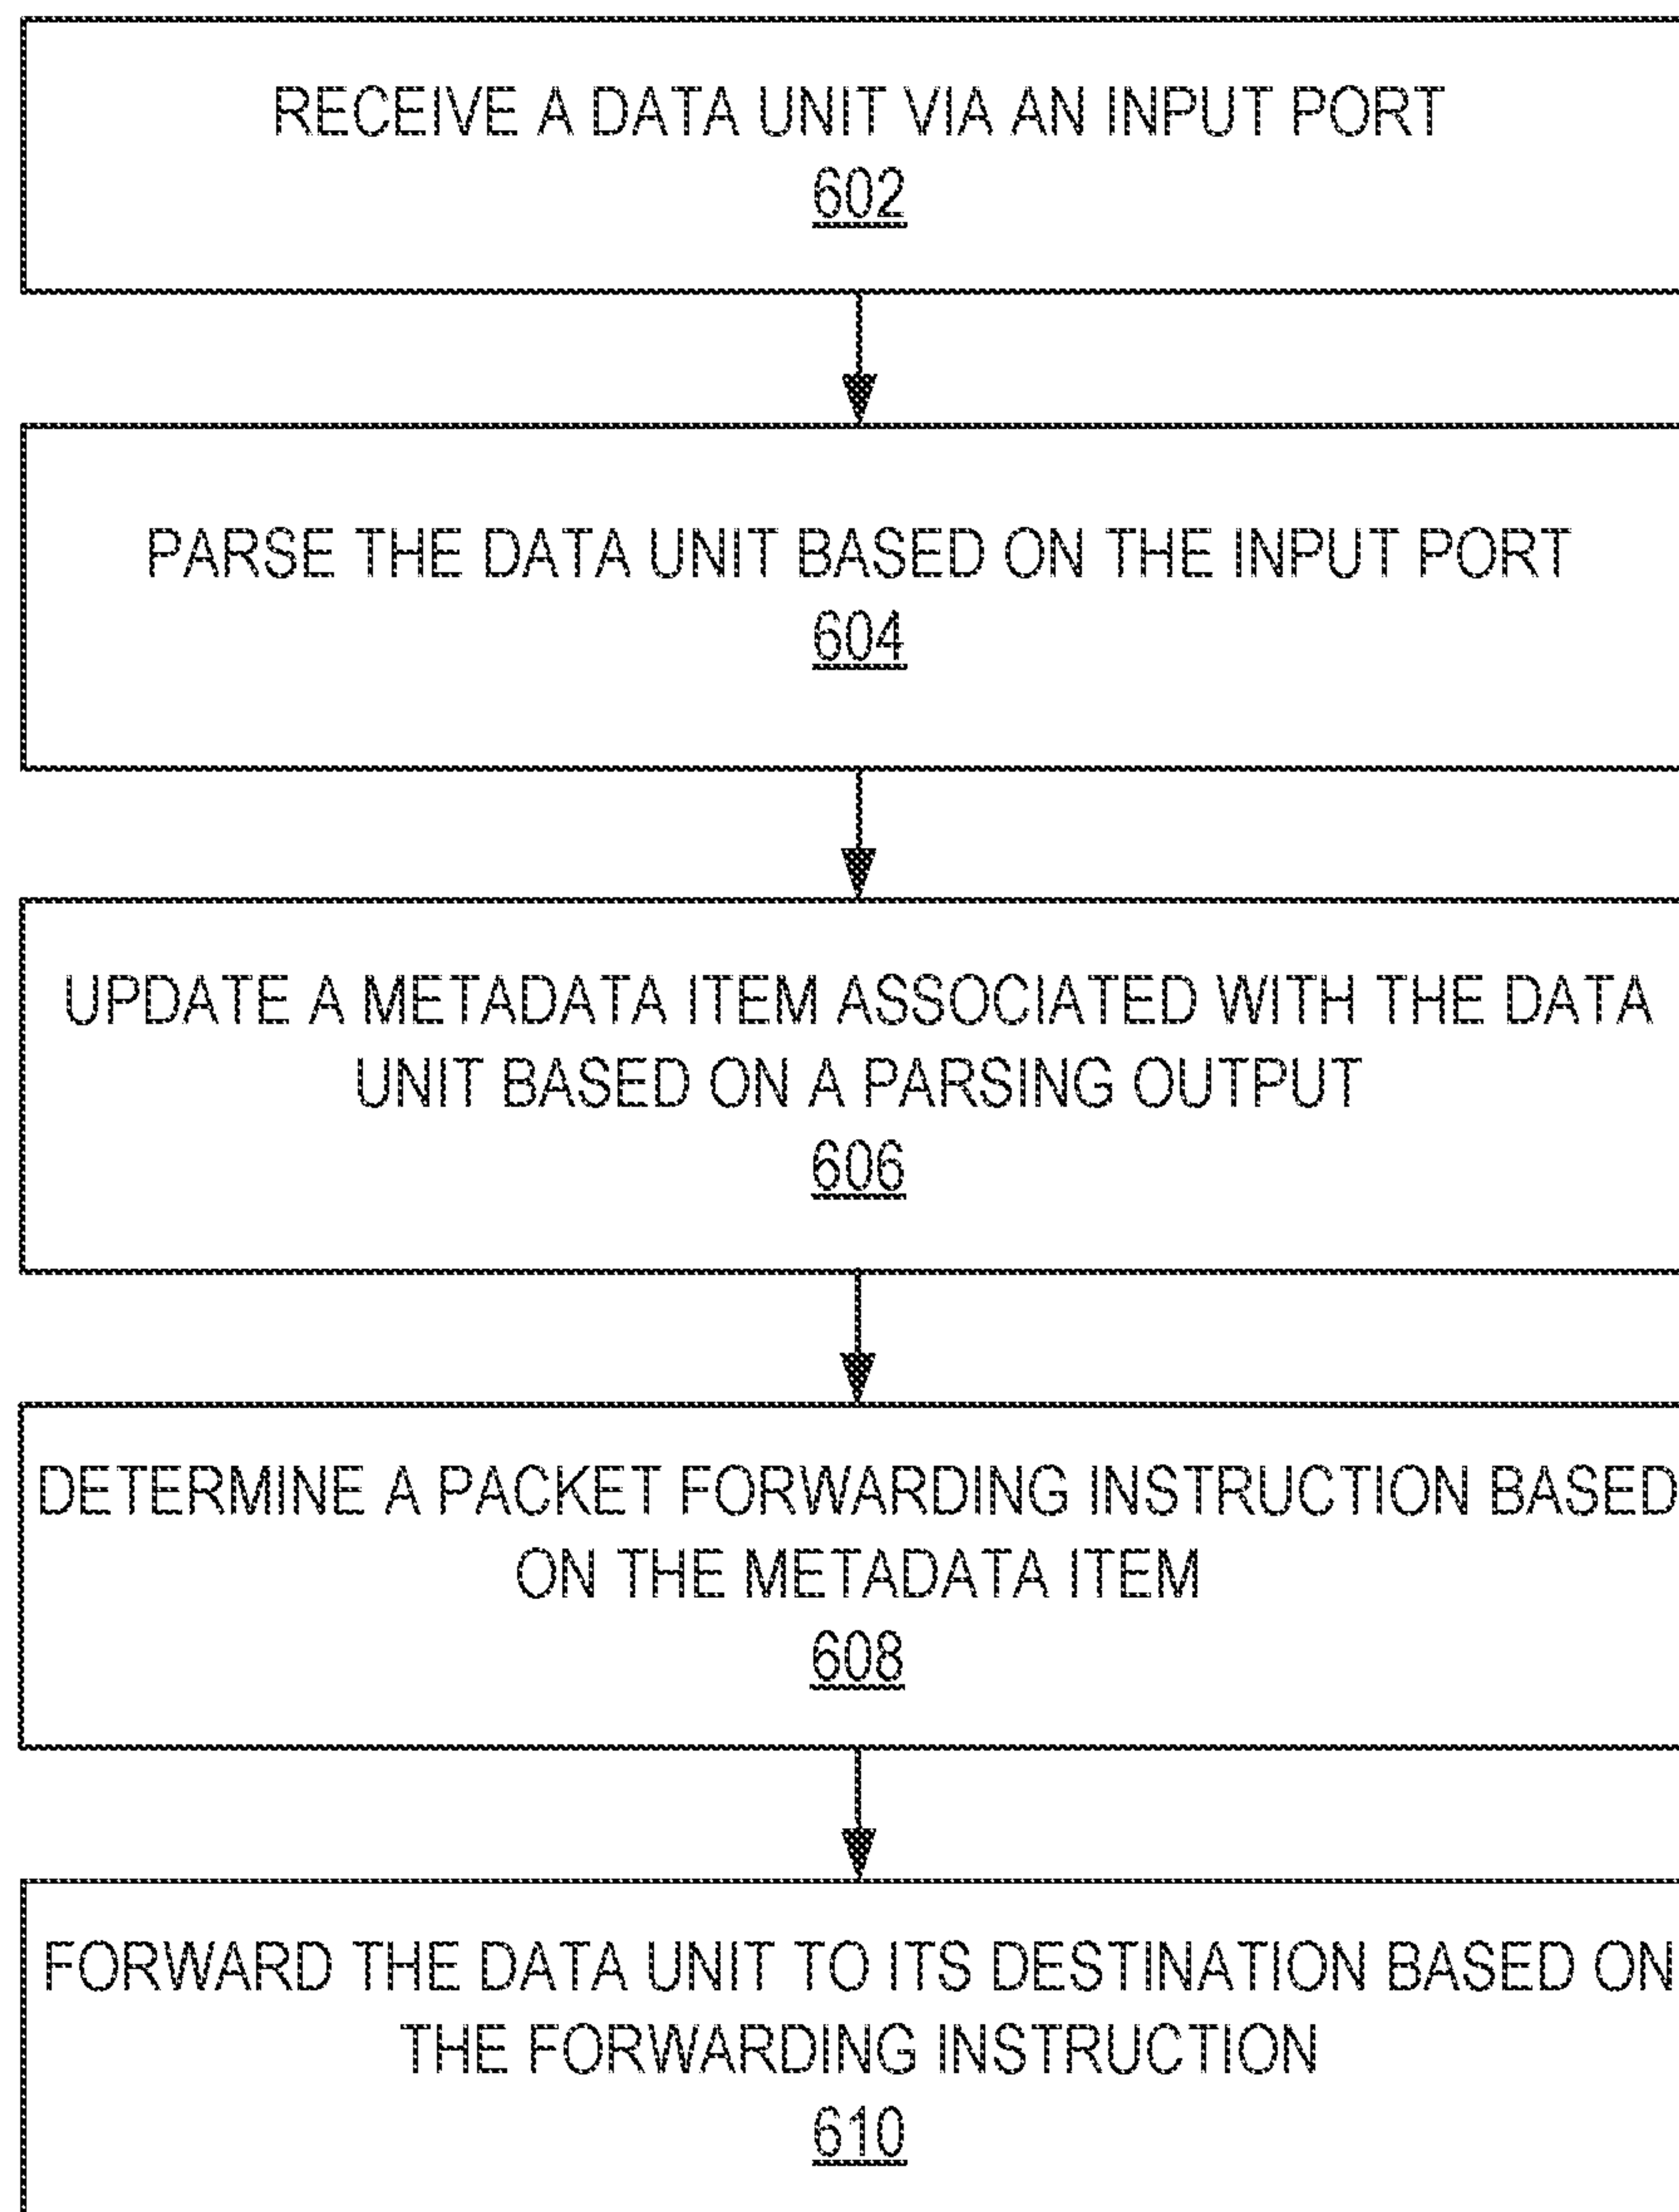 RECEIVE A DATA UNIT VIA AN INPUT PORT
602
PARSE THE DATA UNIT BASED ON THE INPUT PORT
604
UPDATE A METADATA ITEM ASSOCIATED WITH THE DATA
UNIT BASED ON A PARSING OUTPUT
606
DETERMINE A PACKET FORWARDING INSTRUCTION BASED
ON THE METADATA ITEM
608
FORWARD THE DATA UNIT TO ITS DESTINATION BASED ON
THE FORWARDING INSTRUCTION
610